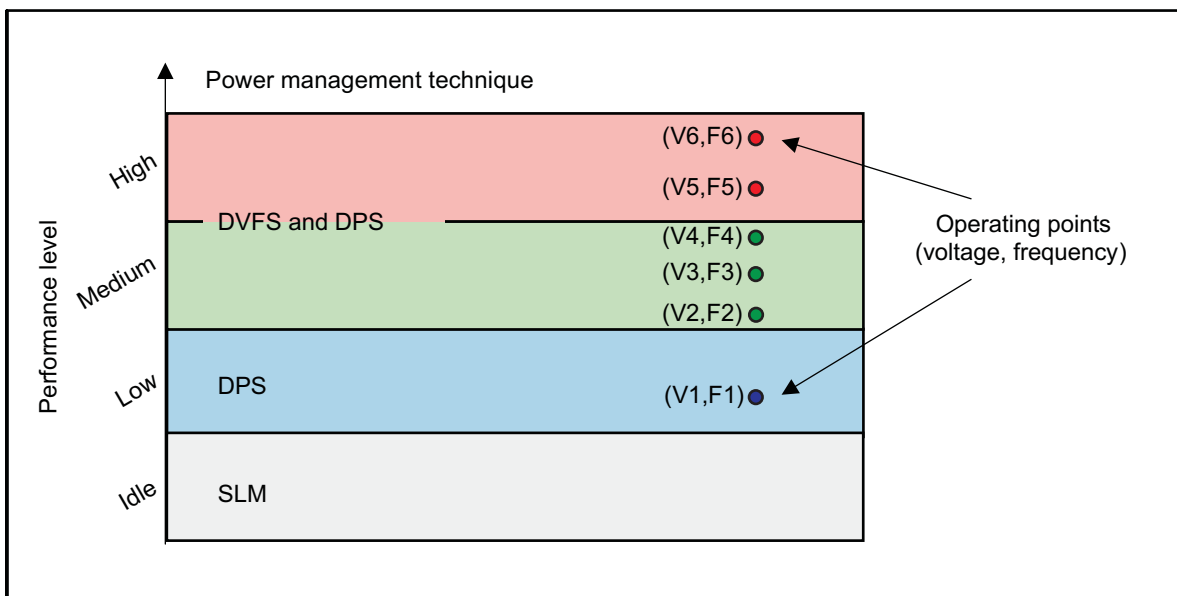 Power management technique
Performance level
High
Medium
Low
Idle
DVFS and DPS
DPS
SLM
(V6,F6)
(V5,F5)
(V4,F4)
(V3,F3)
(V2,F2)
(V1,F1)
Operating points
(voltage, frequency)